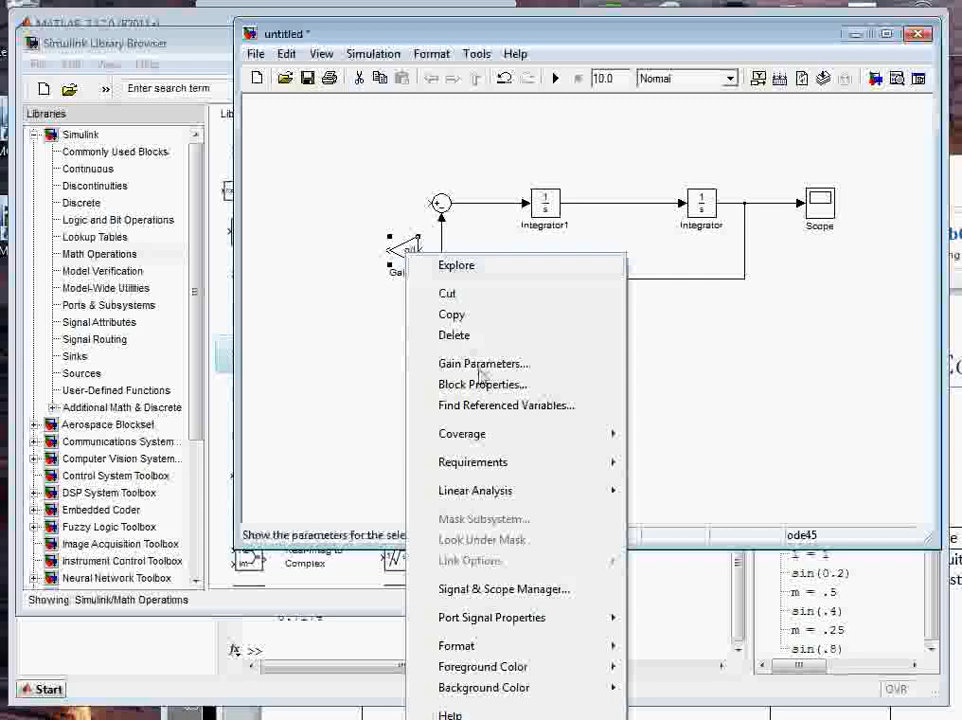 Simulink Library Browser
untitled *
File Edit View Simulation Format Tools Help
10.0
Normal
Enter search term
Libraries
Lib
Simulink
Commonly Used Blocks
Continuous
Discontinuities
Discrete
Logic and Bit Operations
Lookup Tables
Math Operations
Model Verification
Model-Wide Utilities
Ports & Subsystems
Signal Attributes
Signal Routing
Sinks
Sources
User-Defined Functions
Additional Math & Discrete
Aerospace Blockset
Communications System...
Computer Vision System...
Control System Toolbox
DSP System Toolbox
Embedded Coder
Fuzzy Logic Toolbox
Image Acquisition Toolbox
Instrument Control Toolbox
Neural Network Toolbox
Showing: Simulink/Math Operations
1
s
Integrator1
1
s
Integrator
Scope
g/l
Gai
Explore
Cut
Copy
Delete
Gain Parameters...
Block Properties...
Find Referenced Variables...
Coverage
Requirements
Linear Analysis
Mask Subsystem...
Look Under Mask
Link Options
Signal & Scope Manager...
Port Signal Properties
Format
Foreground Color
Background Color
Help
Show the parameters for the sele
ode45
Real-Imag to
Complex
fx >>
l = 1
sin(0.2)
m = .5
sin(.4)
m = .25
sin(.8)
Start
OVR